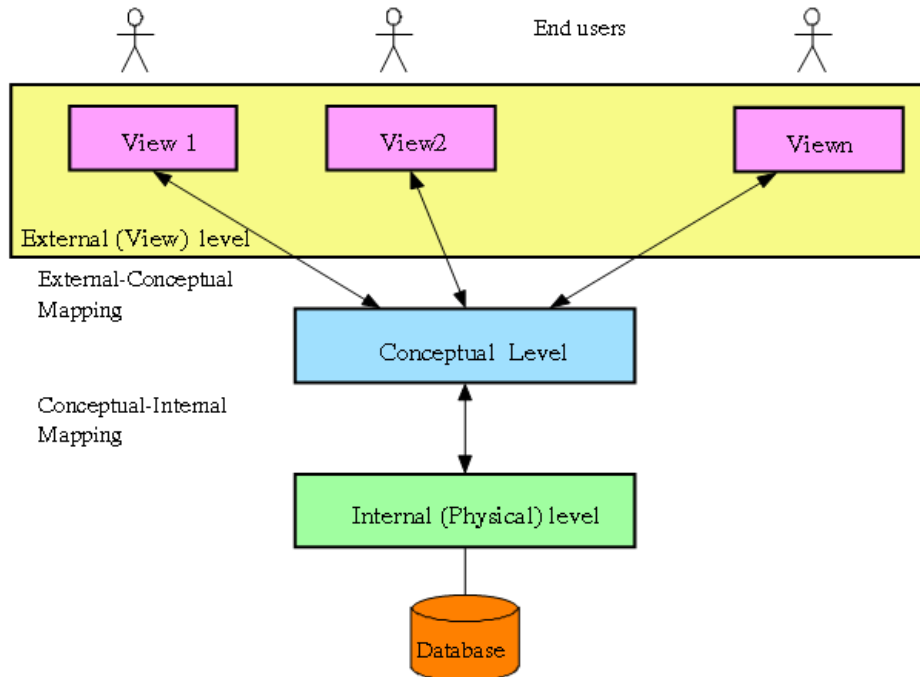 End users
View 1
View2
Viewn
External (View) level
External-Conceptual
Mapping
Conceptual Level
Conceptual-Internal
Mapping
Internal (Physical) level
Database